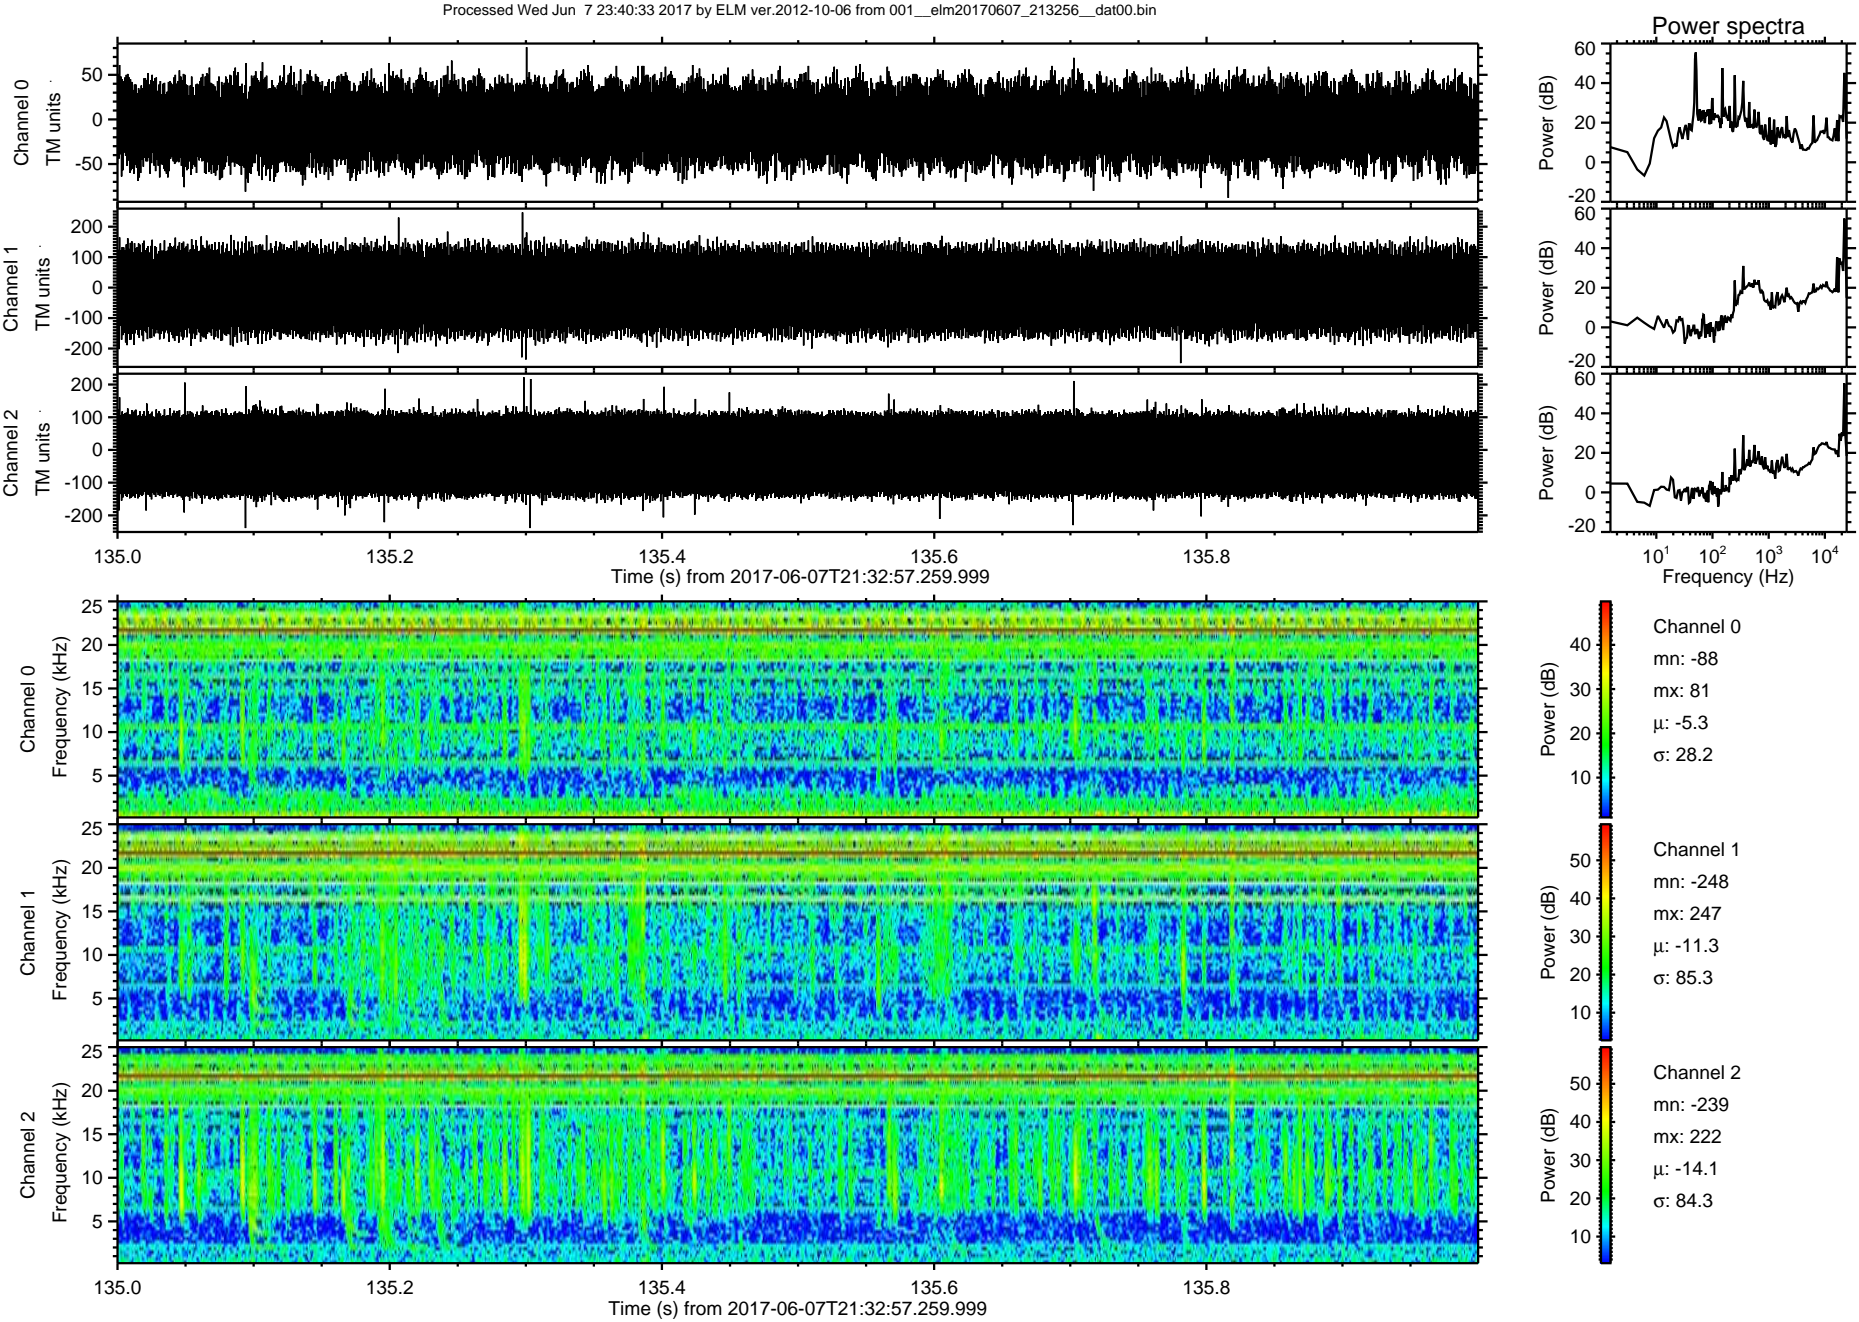 Processed Wed Jun  7 23:40:33 2017 by ELM ver.2012-10-06 from 001__elm20170607_213256__dat00.bin
Power spectra
Channel 0
TM units
50
0
-50
Power (dB)
60
40
20
0
-20
Channel 1
TM units
200
100
0
-100
-200
Power (dB)
60
40
20
0
-20
Channel 2
TM units
200
100
0
-100
-200
Power (dB)
60
40
20
0
-20
135.0 135.2 135.4 135.6 135.8
Time (s) from 2017-06-07T21:32:57.259.999
10¹ 10² 10³ 10⁴
Frequency (Hz)
Channel 0
Frequency (kHz)
25
20
15
10
5
Power (dB)
40
30
20
10
Channel 0
mn: -88
mx: 81
μ: -5.3
σ: 28.2
Channel 1
Frequency (kHz)
25
20
15
10
5
Power (dB)
50
40
30
20
10
Channel 1
mn: -248
mx: 247
μ: -11.3
σ: 85.3
Channel 2
Frequency (kHz)
25
20
15
10
5
Power (dB)
50
40
30
20
10
Channel 2
mn: -239
mx: 222
μ: -14.1
σ: 84.3
135.0 135.2 135.4 135.6 135.8
Time (s) from 2017-06-07T21:32:57.259.999